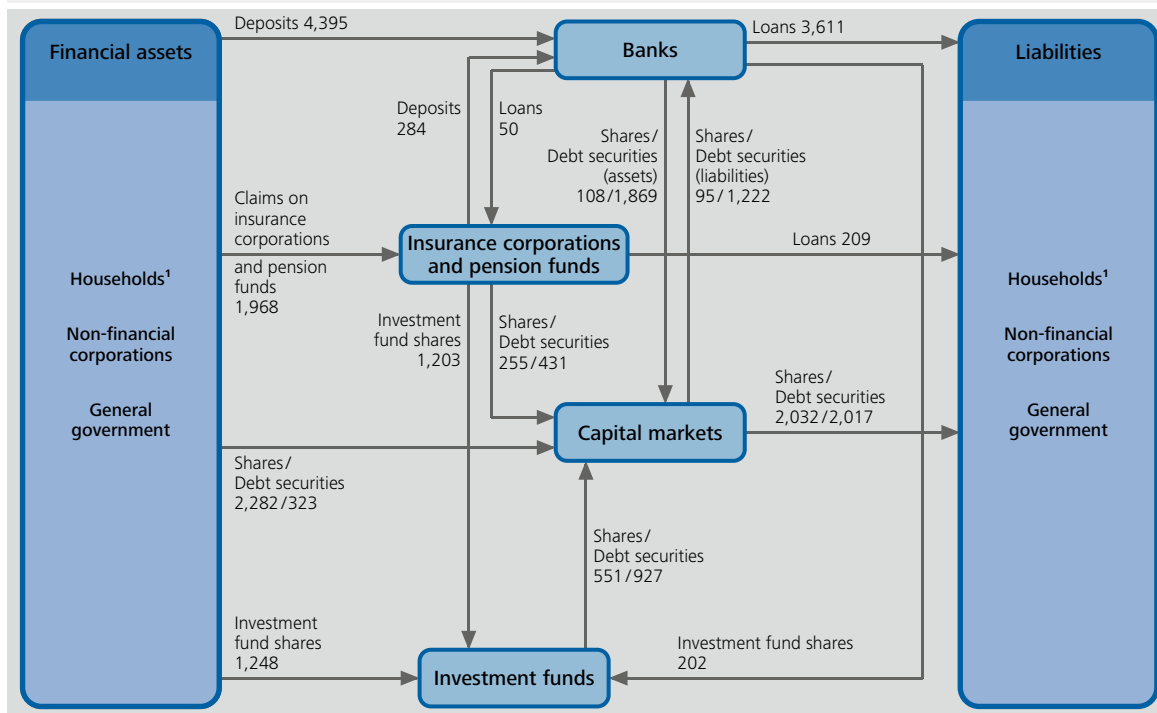 Deposits 4,395
Loans 3,611
Financial assets
Banks
Liabilities
Deposits
284
Loans
50
Shares/
Debt securities
(assets)
108/1,869
Shares/
Debt securities
(liabilities)
95/1,222
Claims on
insurance
corporations
and pension
funds
1,968
Insurance corporations
and pension funds
Loans 209
Households¹
Non-financial
corporations
General
government
Investment
fund shares
1,203
Shares/
Debt securities
255/431
Households¹
Non-financial
corporations
General
government
Shares/
Debt securities
2,032/2,017
Capital markets
Shares/
Debt securities
2,282/323
Shares/
Debt securities
551/927
Investment
fund shares
1,248
Investment funds
Investment fund shares
202